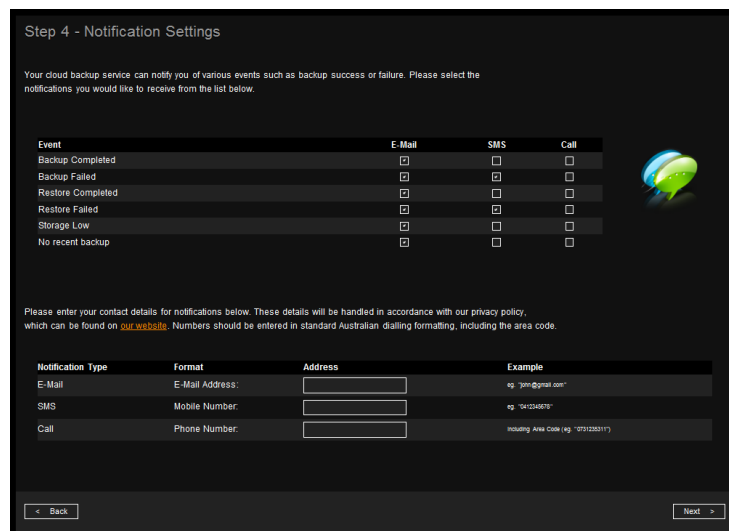 Step 4 - Notification Settings
Your cloud backup service can notify you of various events such as backup success or failure. Please select the
notifications you would like to receive from the list below.
Event E-Mail SMS Call
Backup Completed
Backup Failed
Restore Completed
Restore Failed
Storage Low
No recent backup
Please enter your contact details for notifications below. These details will be handled in accordance with our privacy policy,
which can be found on our website. Numbers should be entered in standard Australian dialling formatting, including the area code.
Notification Type Format Address Example
E-Mail E-Mail Address: eg. "john@gmail.com"
SMS Mobile Number: eg. "0412345678"
Call Phone Number: Including Area Code (eg. "0731235311")
< Back Next >